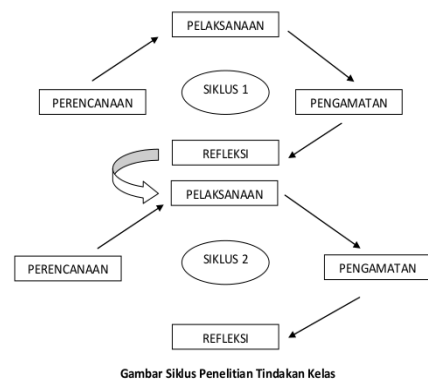 PELAKSANAAN
SIKLUS 1
PERENCANAAN
PENGAMATAN
REFLEKSI
PELAKSANAAN
SIKLUS 2
PERENCANAAN
PENGAMATAN
REFLEKSI
Gambar Siklus Penelitian Tindakan Kelas